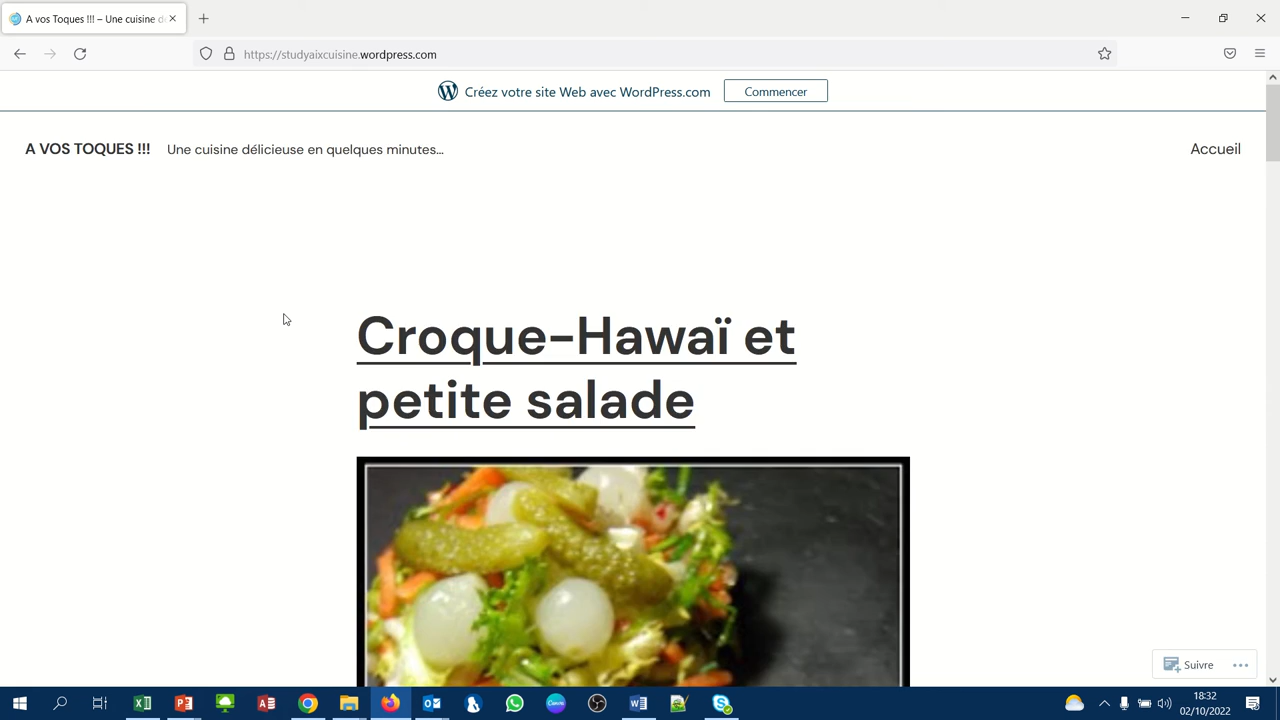 A vos Toques !!! – Une cuisine d
https://studyaixcuisine.wordpress.com
Créez votre site Web avec WordPress.com
Commencer
A VOS TOQUES !!!
Une cuisine délicieuse en quelques minutes…
Accueil
Croque-Hawaï et
petite salade
Suivre
18:32
02/10/2022